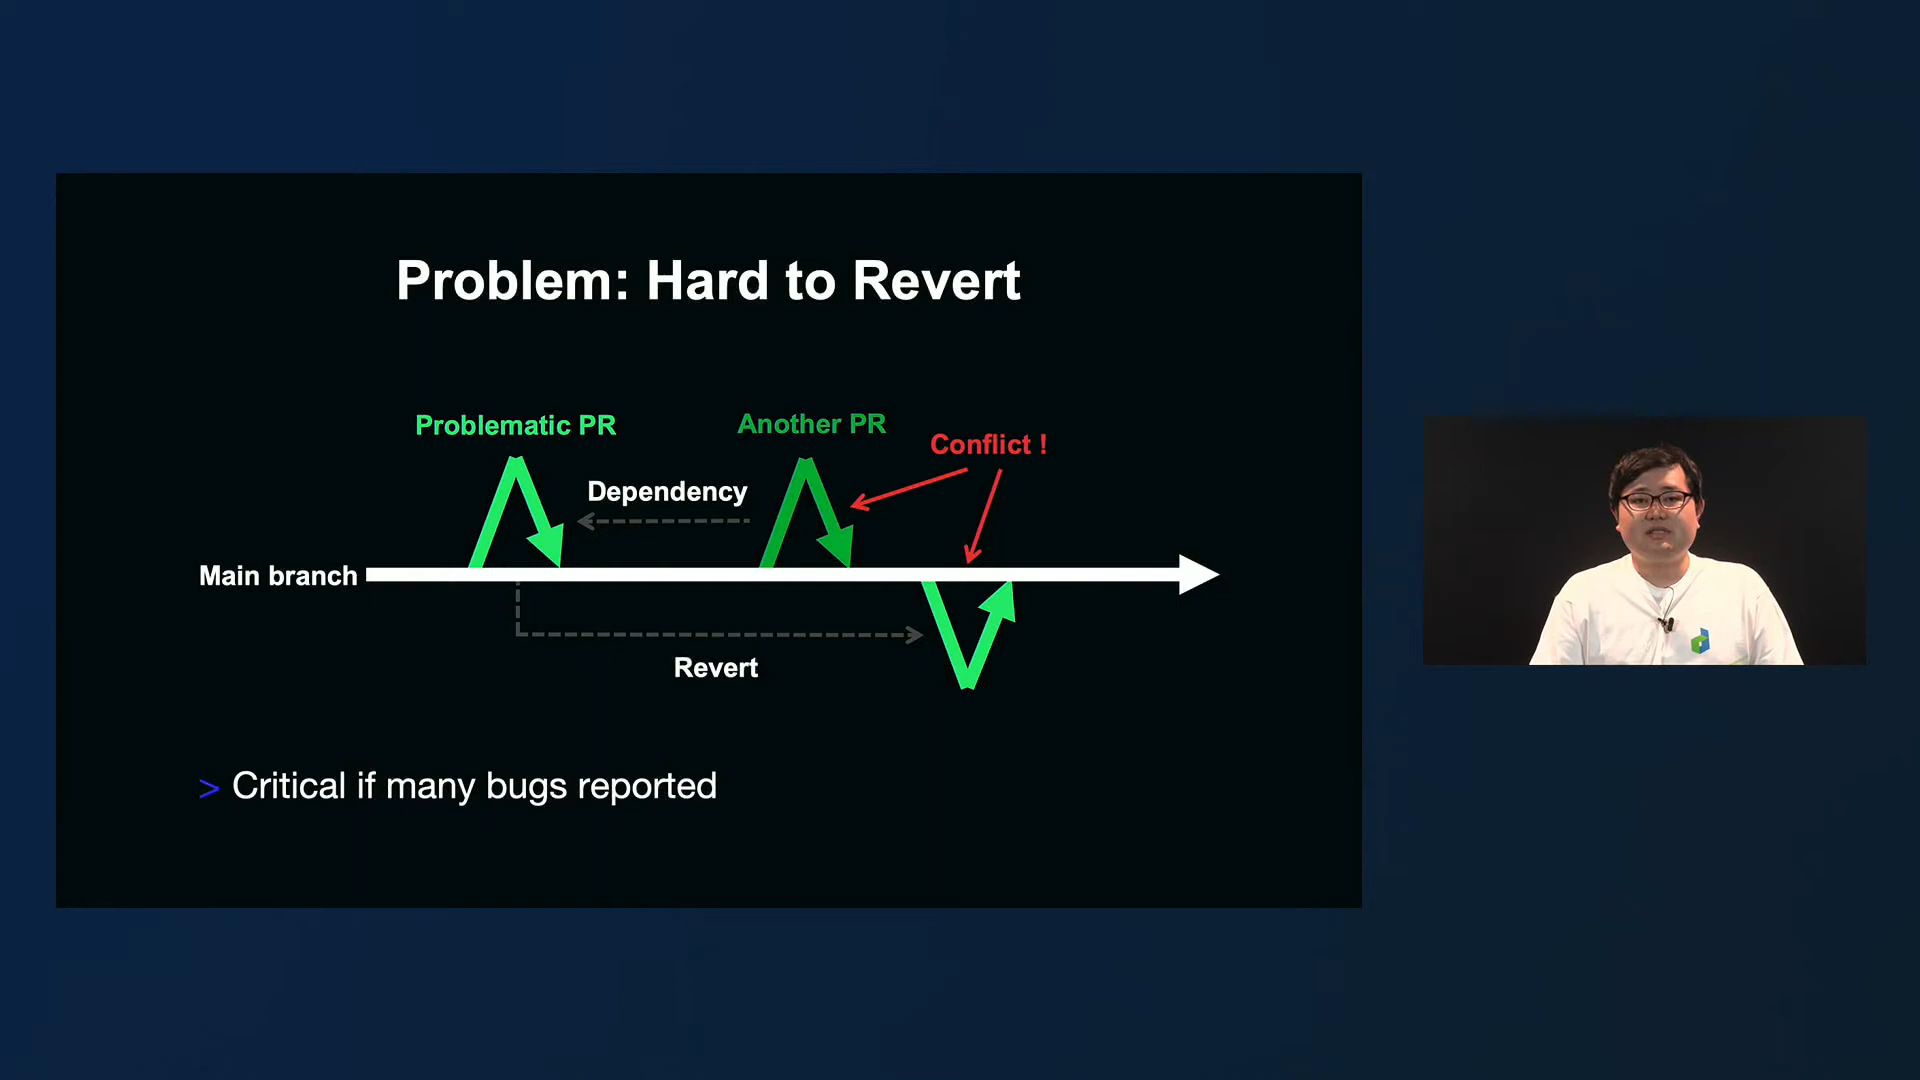 Problem: Hard to Revert
Problematic PR
Another PR
Conflict !
Dependency
Main branch
Revert
> Critical if many bugs reported